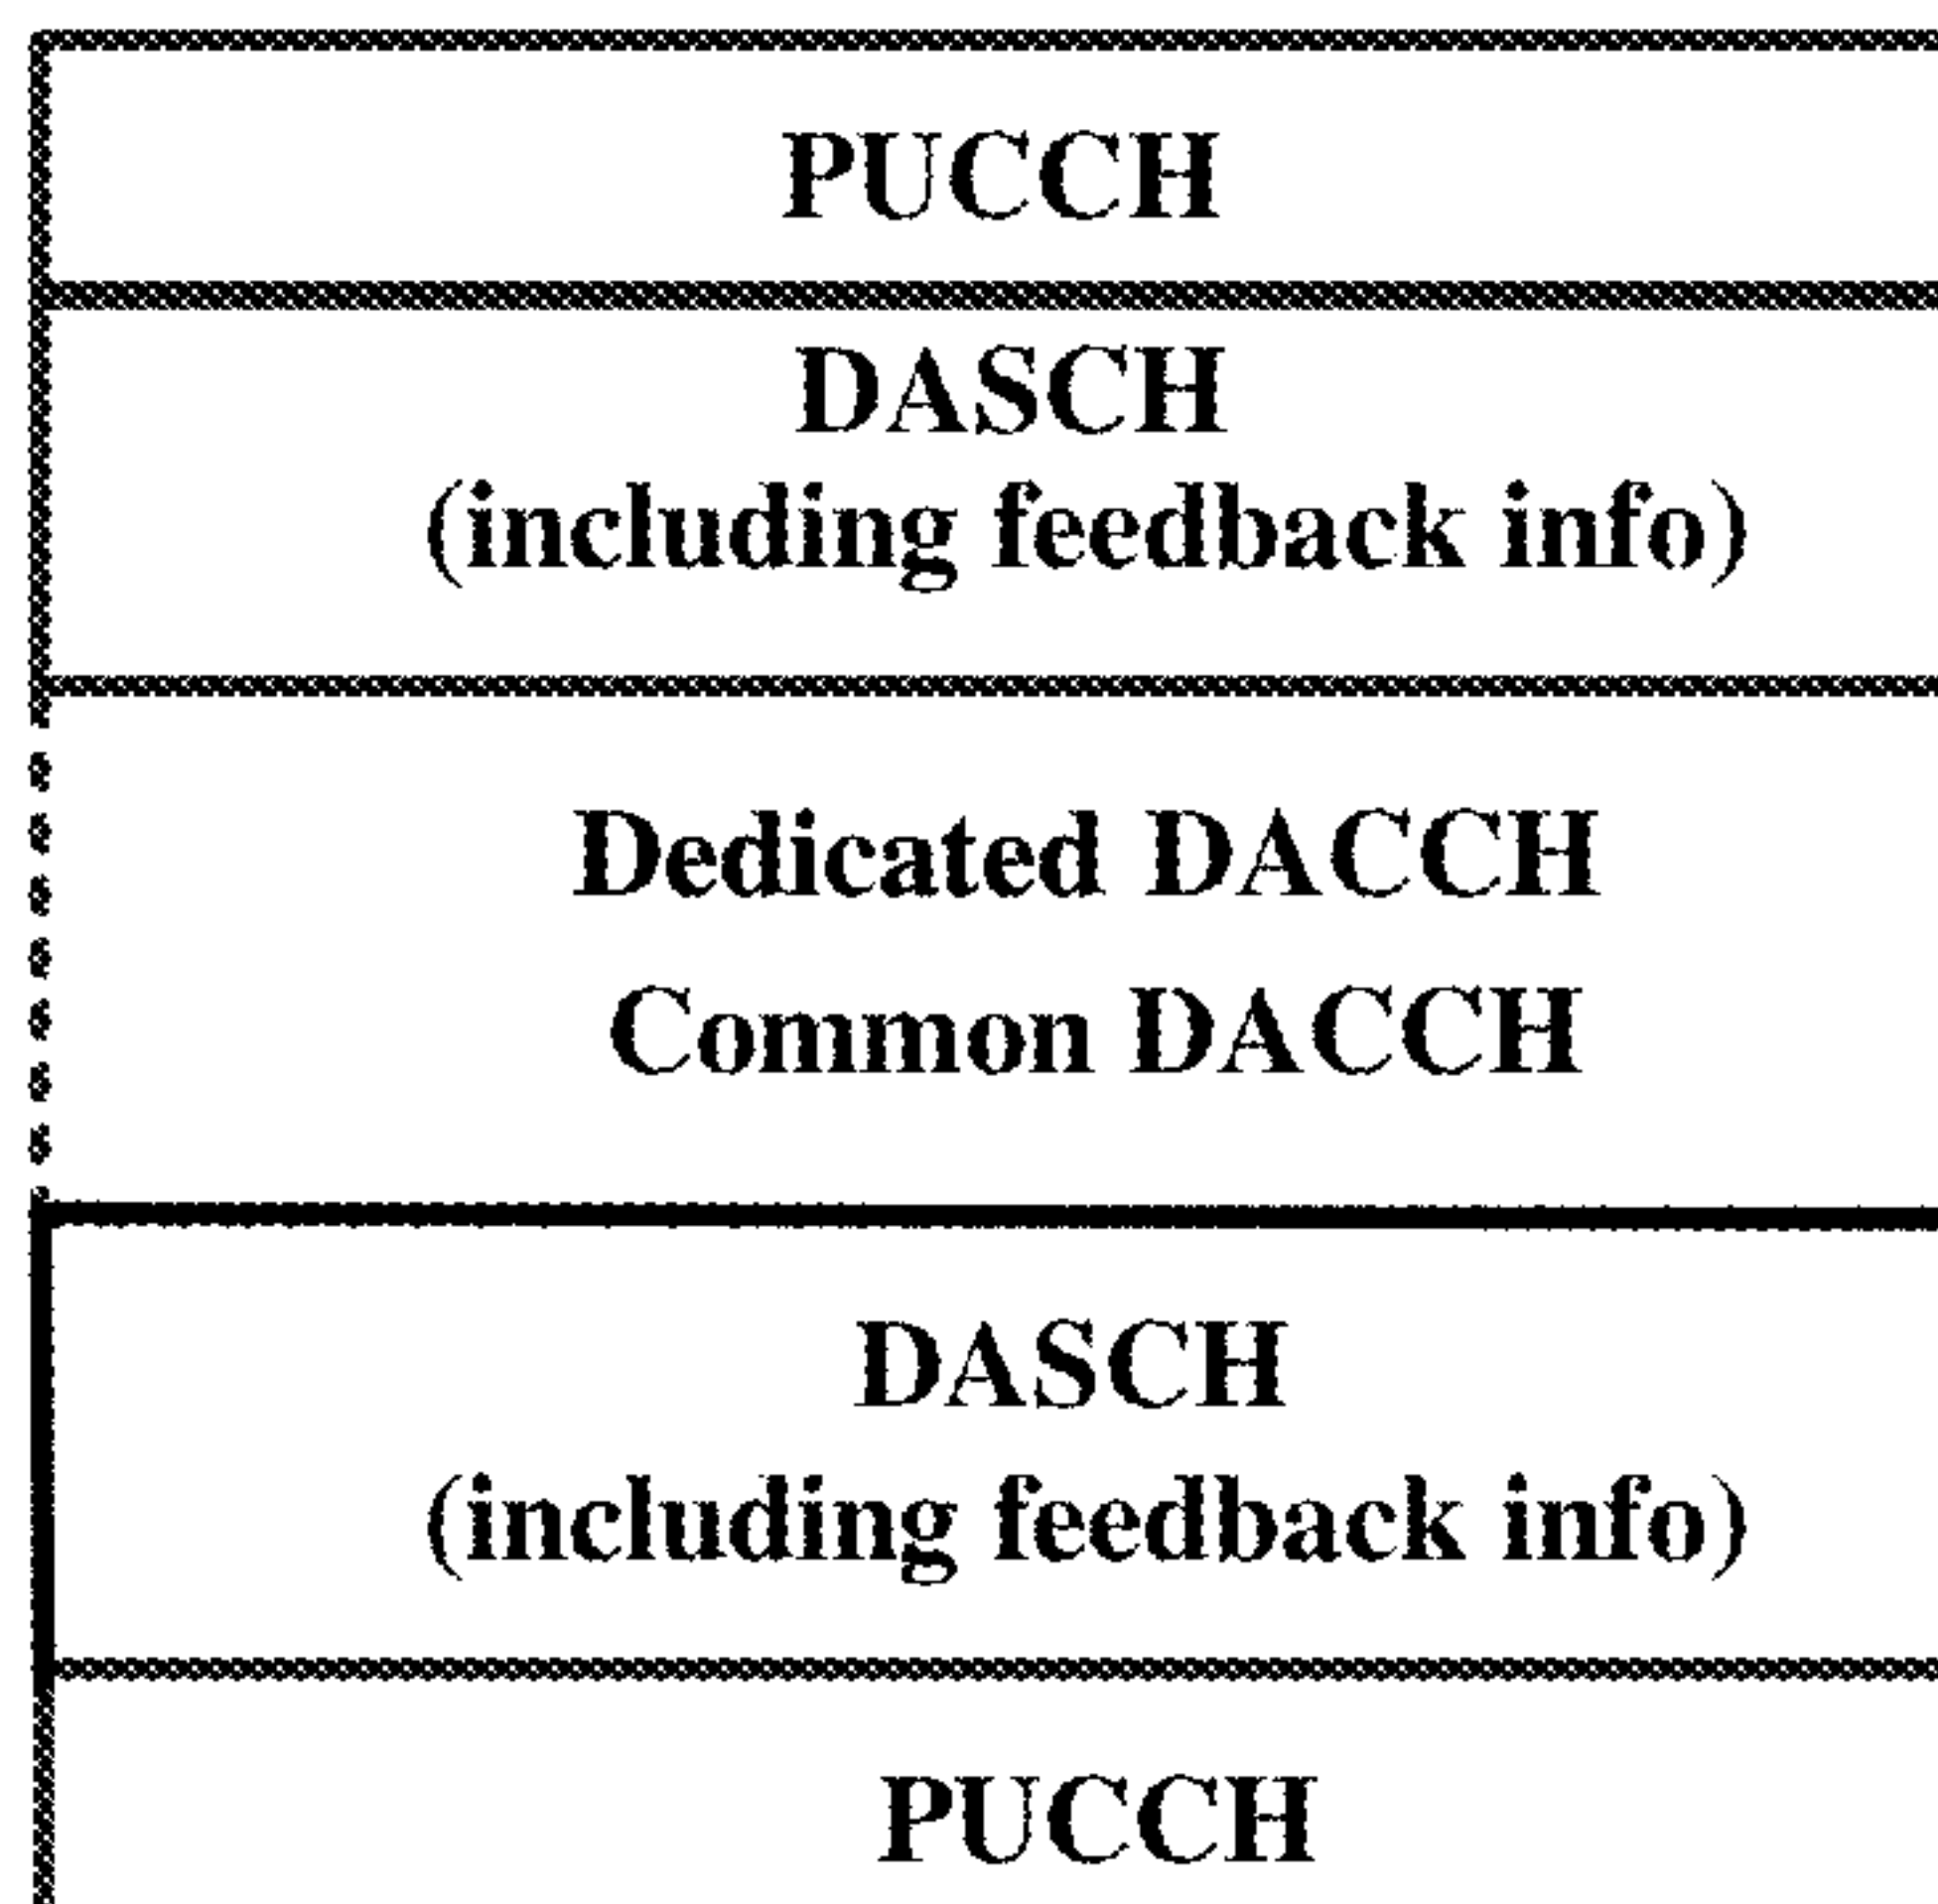 PUCCH
DASCH
(including feedback info)
Dedicated DACCH
Common DACCH
DASCH
(including feedback info)
PUCCH